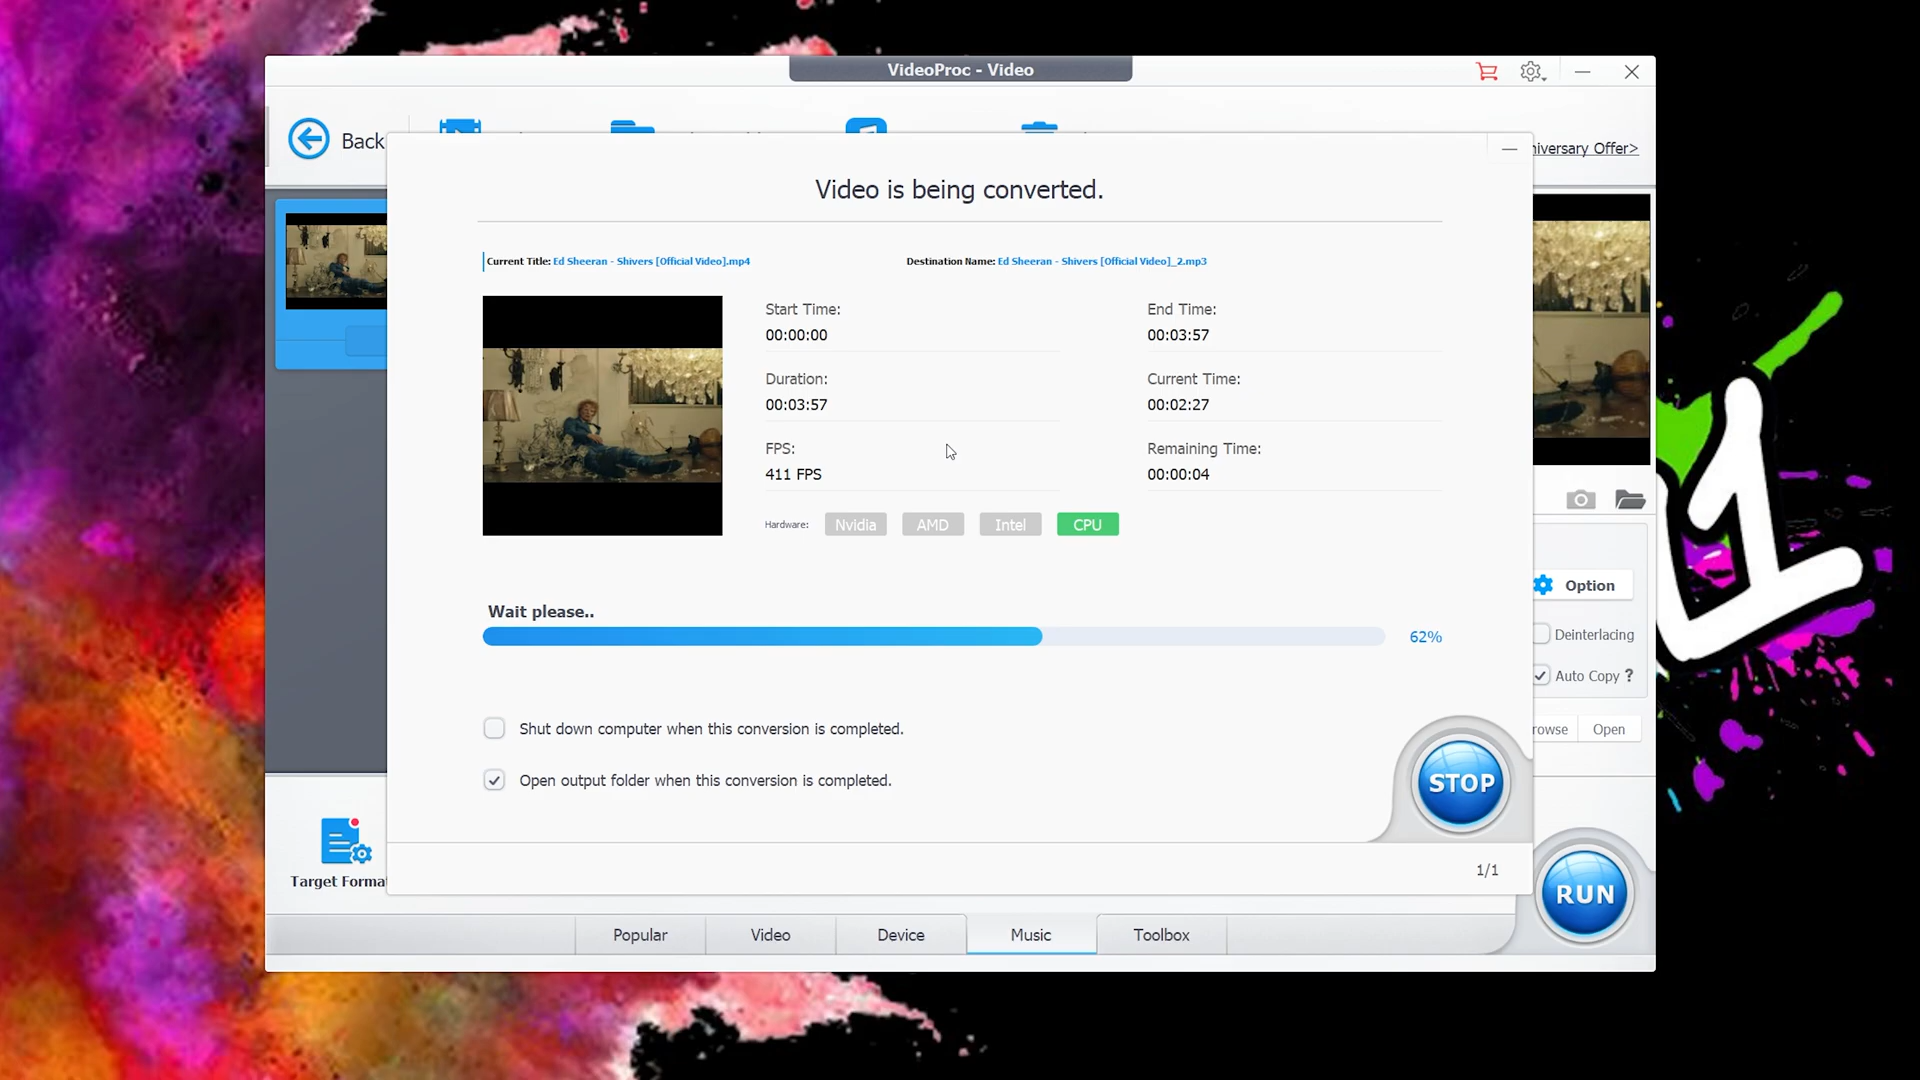 VideoProc - Video
Back
niversary Offer>
Video is being converted.
Current Title: Ed Sheeran - Shivers [Official Video].mp4
Destination Name: Ed Sheeran - Shivers [Official Video]_2.mp3
Start Time:
00:00:00
End Time:
00:03:57
Duration:
00:03:57
Current Time:
00:02:27
FPS:
411 FPS
Remaining Time:
00:00:04
Hardware: Nvidia AMD Intel CPU
Option
Wait please..
62%
Deinterlacing
Auto Copy ?
Shut down computer when this conversion is completed.
rowse Open
Open output folder when this conversion is completed.
STOP
1/1
Target Forma
RUN
Popular Video Device Music Toolbox